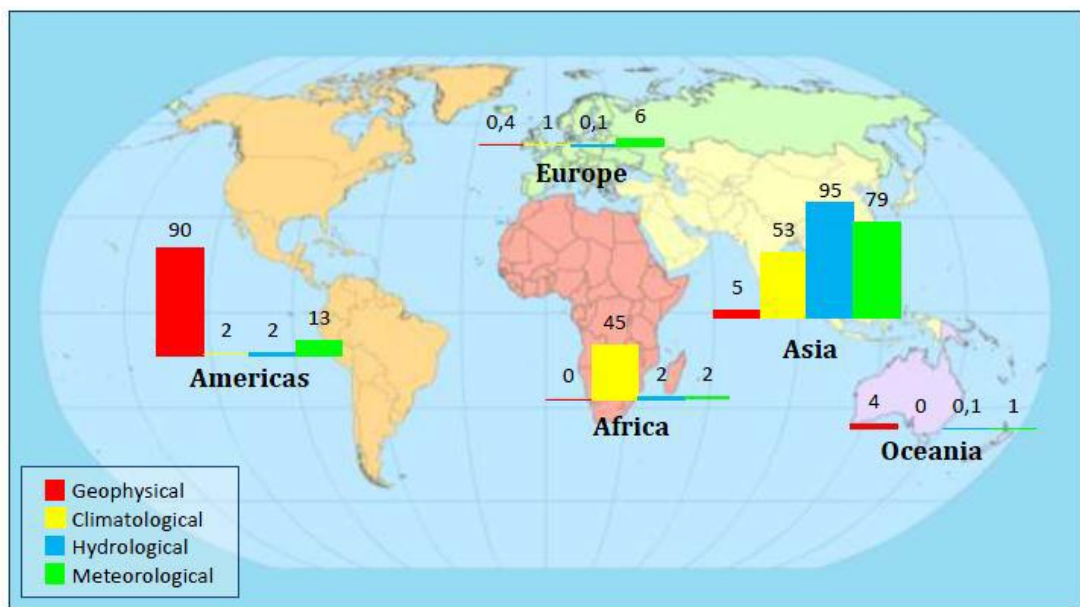 0,4 1 0,1 6
Europe
90 2 2 13
Americas
5 53 95 79
Asia
0 45 2 2
Africa
4 0 0,1 1
Oceania
Geophysical
Climatological
Hydrological
Meteorological